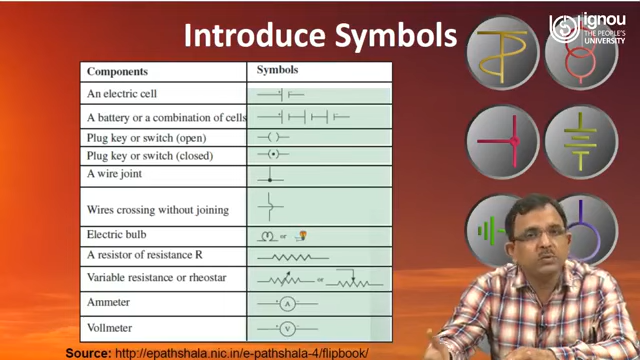 Introduce Symbols
ignou
THE PEOPLE'S
UNIVERSITY
Components Symbols
An electric cell
A battery or a combination of cells
Plug key or switch (open)
Plug key or switch (closed)
A wire joint
Wires crossing without joining
Electric bulb or
A resistor of resistance R
Variable resistance or rheostar or
Ammeter A
Vollmeter V
Source: http://epathshala.nic.in/e-pathshala-4/flipbook/